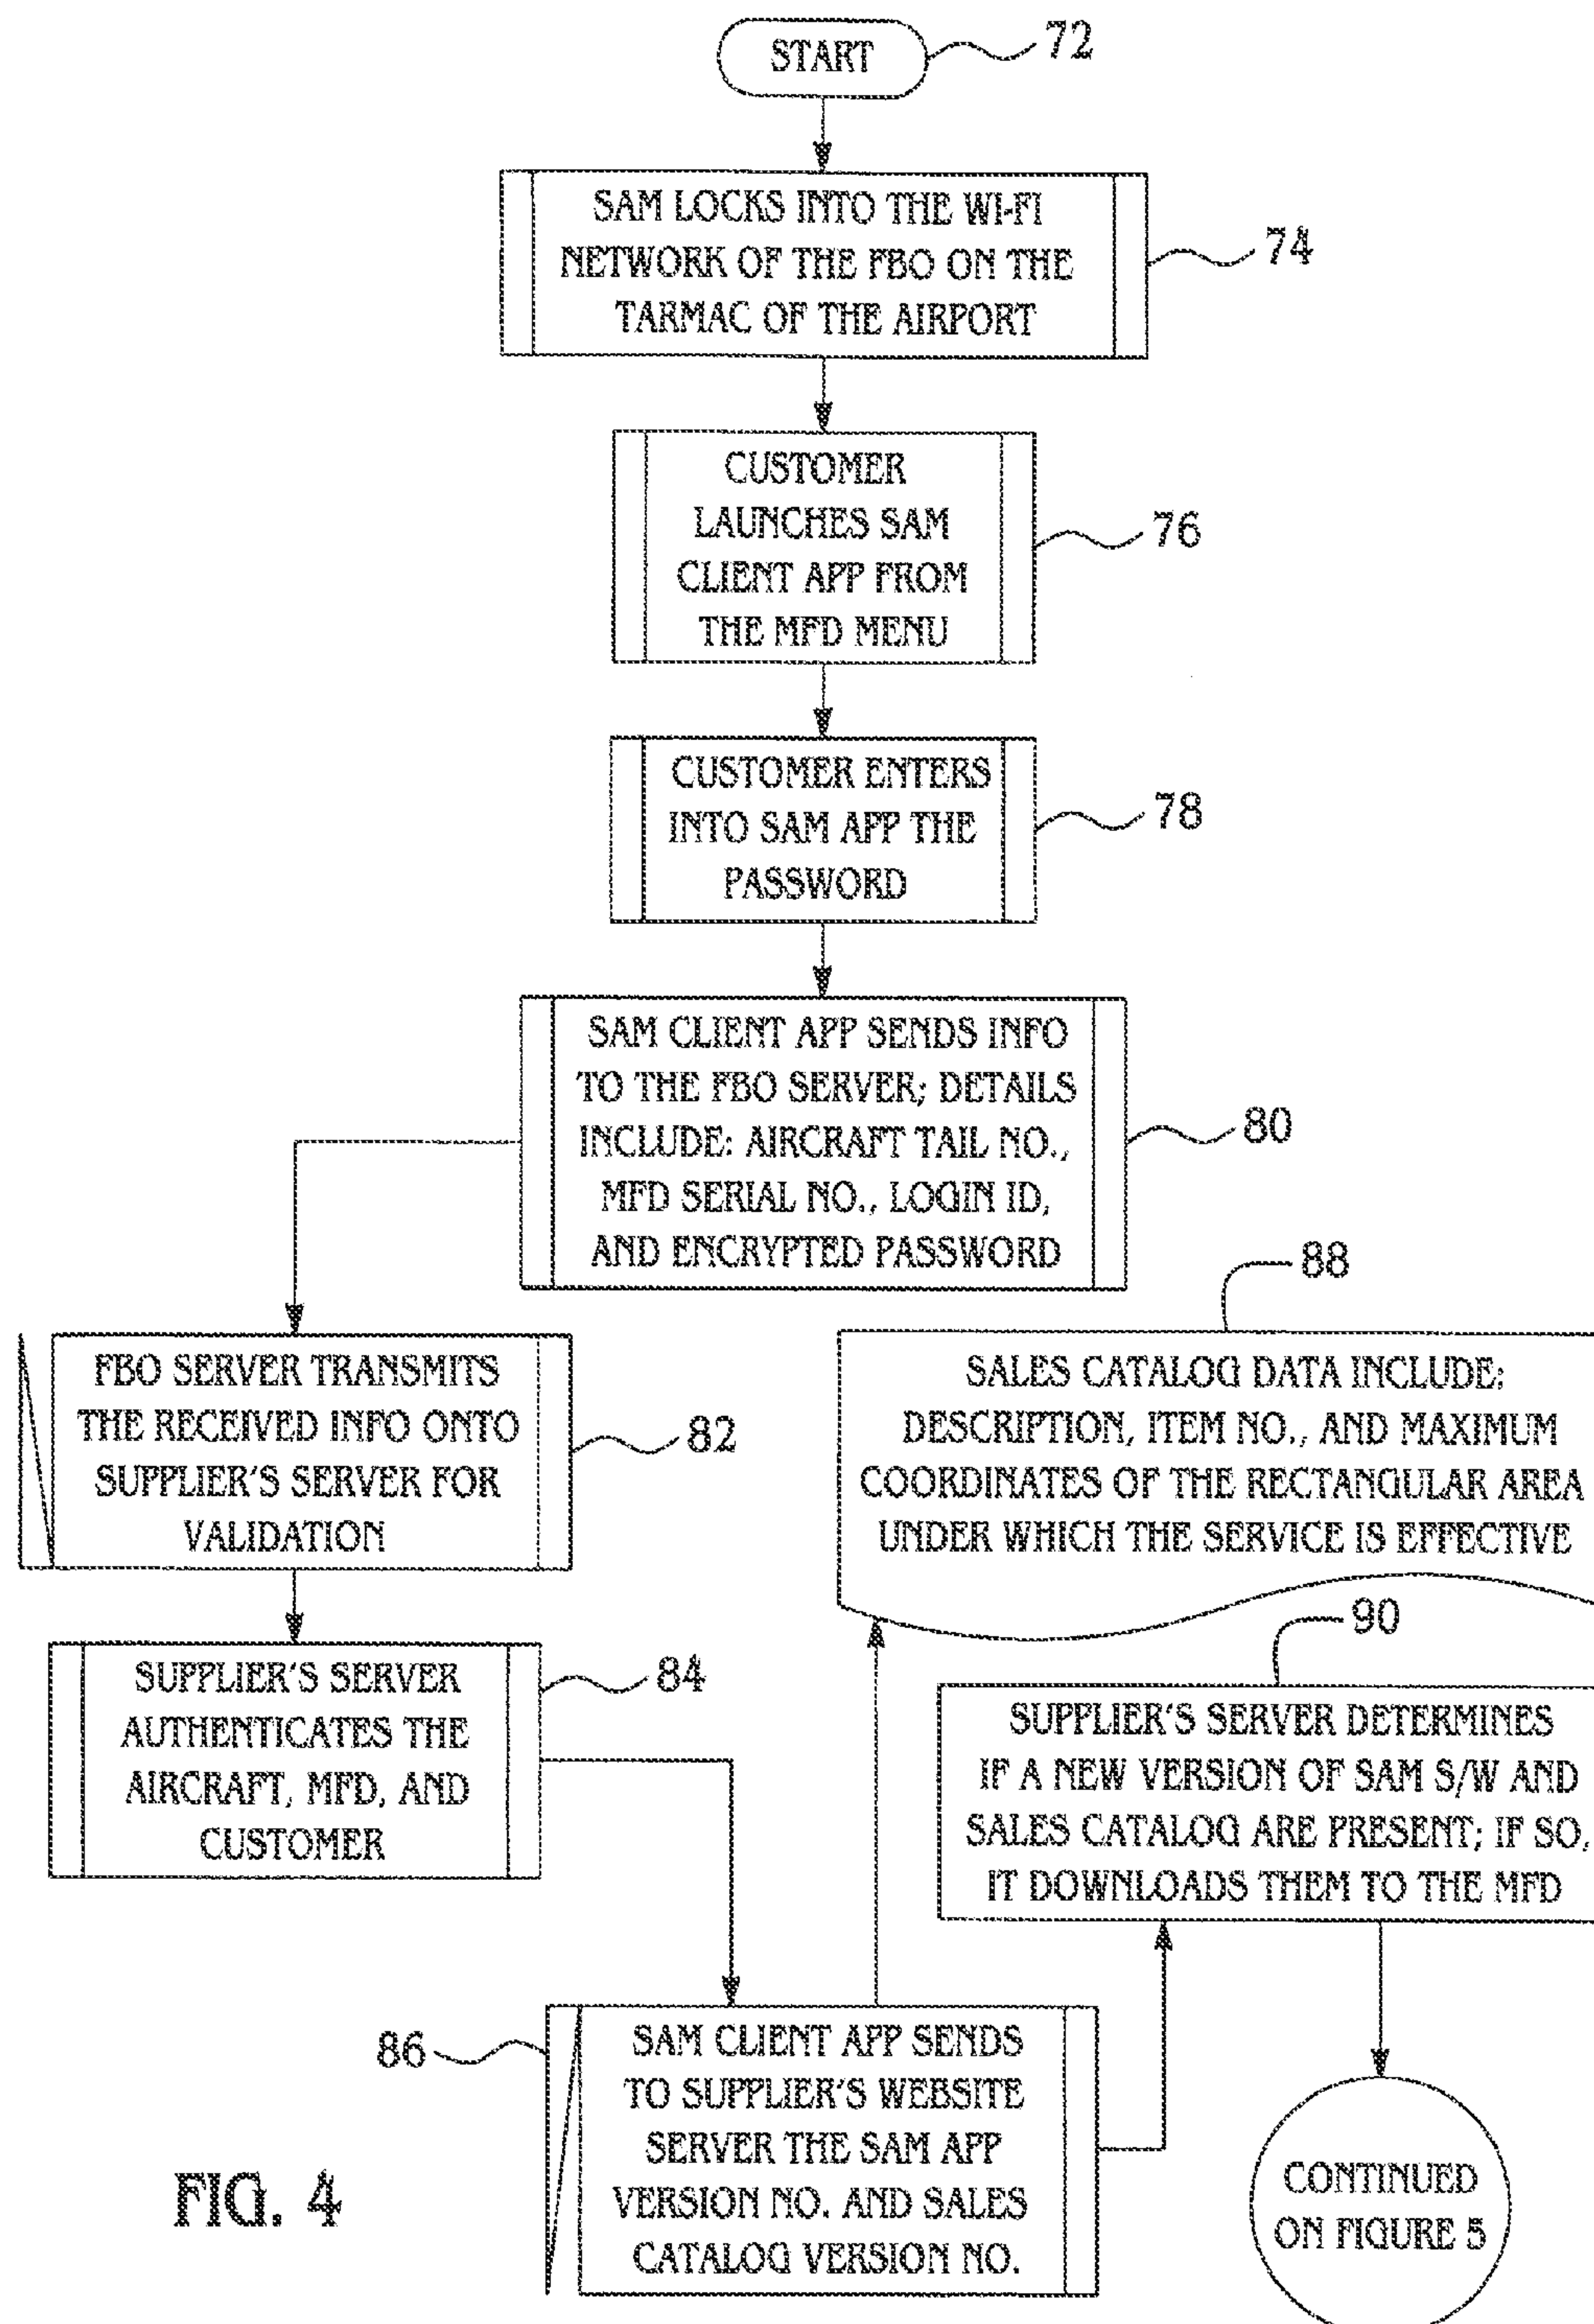 START
72
SAM LOCKS INTO THE WI-FI
NETWORK OF THE FBO ON THE
TARMAC OF THE AIRPORT
74
CUSTOMER
LAUNCHES SAM
CLIENT APP FROM
THE MFD MENU
76
CUSTOMER ENTERS
INTO SAM APP THE
PASSWORD
78
SAM CLIENT APP SENDS INFO
TO THE FBO SERVER; DETAILS
INCLUDE: AIRCRAFT TAIL NO.,
MFD SERIAL NO., LOGIN ID,
AND ENCRYPTED PASSWORD
80
FBO SERVER TRANSMITS
THE RECEIVED INFO ONTO
SUPPLIER'S SERVER FOR
VALIDATION
82
SUPPLIER'S SERVER
AUTHENTICATES THE
AIRCRAFT, MFD, AND
CUSTOMER
84
SAM CLIENT APP SENDS
TO SUPPLIER'S WEBSITE
SERVER THE SAM APP
VERSION NO. AND SALES
CATALOG VERSION NO.
86
88
SALES CATALOG DATA INCLUDE:
DESCRIPTION, ITEM NO., AND MAXIMUM
COORDINATES OF THE RECTANGULAR AREA
UNDER WHICH THE SERVICE IS EFFECTIVE
90
SUPPLIER'S SERVER DETERMINES
IF A NEW VERSION OF SAM S/W AND
SALES CATALOG ARE PRESENT; IF SO,
IT DOWNLOADS THEM TO THE MFD
CONTINUED
ON FIGURE 5
FIG. 4